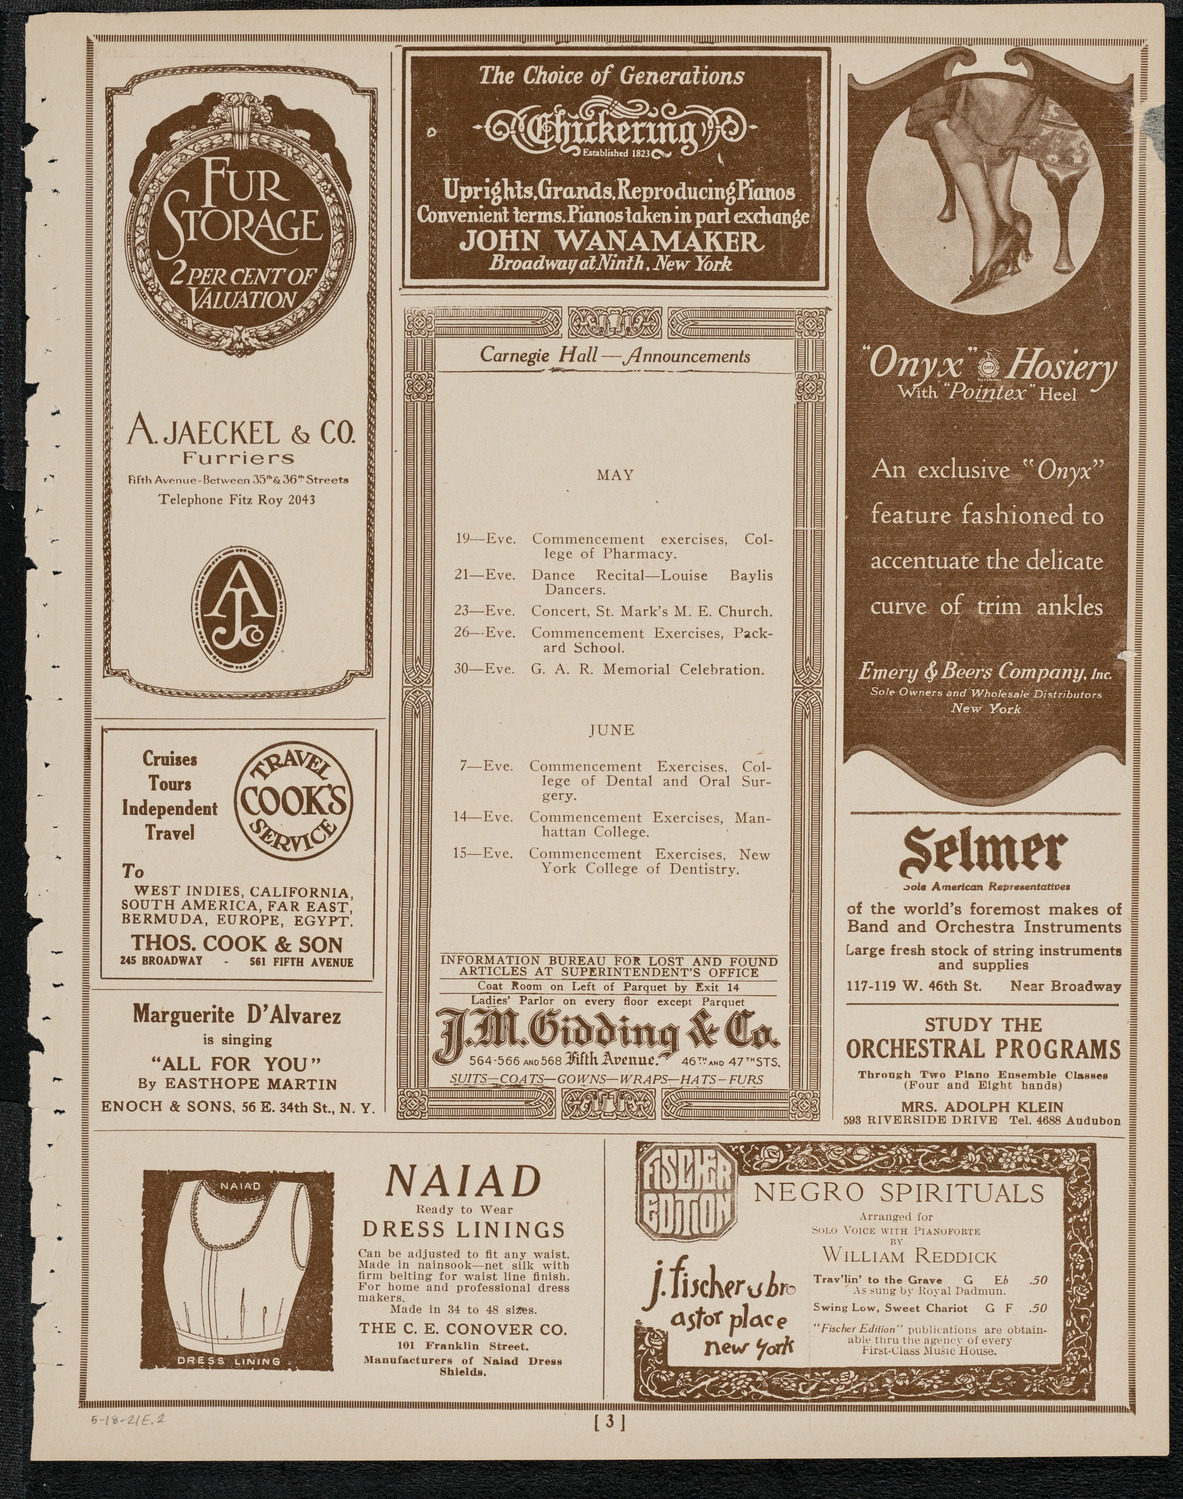 FUR
STORAGE
2 PER CENT OF
VALUATION
A. JAECKEL & CO.
Furriers
Fifth Avenue-Between 35th & 36th Streets
Telephone Fitz Roy 2043
A
J Co
Cruises
Tours
Independent
Travel
TRAVEL
COOK'S
SERVICE
To
WEST INDIES, CALIFORNIA,
SOUTH AMERICA, FAR EAST,
BERMUDA, EUROPE, EGYPT.
THOS. COOK & SON
245 BROADWAY - 561 FIFTH AVENUE
Marguerite D'Alvarez
is singing
"ALL FOR YOU"
By EASTHOPE MARTIN
ENOCH & SONS, 56 E. 34th St., N. Y.
The Choice of Generations
Chickering
Established 1823
Uprights, Grands, Reproducing Pianos
Convenient terms. Pianos taken in part exchange
JOHN WANAMAKER
Broadway at Ninth, New York
Carnegie Hall—Announcements
MAY
19—Eve. Commencement exercises, Col-
lege of Pharmacy.
21—Eve. Dance Recital—Louise Baylis
Dancers.
23—Eve. Concert, St. Mark's M. E. Church.
26—Eve. Commencement Exercises, Pack-
ard School.
30—Eve. G. A. R. Memorial Celebration.
JUNE
7—Eve. Commencement Exercises, Col-
lege of Dental and Oral Sur-
gery.
14—Eve. Commencement Exercises, Man-
hattan College.
15—Eve. Commencement Exercises, New
York College of Dentistry.
INFORMATION BUREAU FOR LOST AND FOUND
ARTICLES AT SUPERINTENDENT'S OFFICE
Coat Room on Left of Parquet by Exit 14
Ladies' Parlor on every floor except Parquet
J. M. Gidding & Co.
564-566 AND 568 Fifth Avenue. 46TH AND 47TH STS.
SUITS—COATS—GOWNS—WRAPS—HATS—FURS
"Onyx" Hosiery
With "Pointex" Heel
An exclusive "Onyx"
feature fashioned to
accentuate the delicate
curve of trim ankles
Emery & Beers Company, Inc.
Sole Owners and Wholesale Distributors
New York
Selmer
Sole American Representatives
of the world's foremost makes of
Band and Orchestra Instruments
Large fresh stock of string instruments
and supplies
117-119 W. 46th St. Near Broadway
STUDY THE
ORCHESTRAL PROGRAMS
Through Two Piano Ensemble Classes
(Four and Eight hands)
MRS. ADOLPH KLEIN
593 RIVERSIDE DRIVE Tel. 4688 Audubon
NAIAD
DRESS LINING
NAIAD
Ready to Wear
DRESS LININGS
Can be adjusted to fit any waist.
Made in nainsook—net silk with
firm belting for waist line finish.
For home and professional dress
makers.
Made in 34 to 48 sizes.
THE C. E. CONOVER CO.
101 Franklin Street.
Manufacturers of Naiad Dress
Shields.
FISCHER
EDITION
j. fischer & bro
astor place
new york
NEGRO SPIRITUALS
Arranged for
SOLO VOICE WITH PIANOFORTE
BY
WILLIAM REDDICK
Trav'lin' to the Grave G Eb .50
As sung by Royal Dadmun.
Swing Low, Sweet Chariot G F .50
"Fischer Edition" publications are obtain-
able thru the agency of every
First-Class Music House.
5-18-21E.2
[ 3 ]